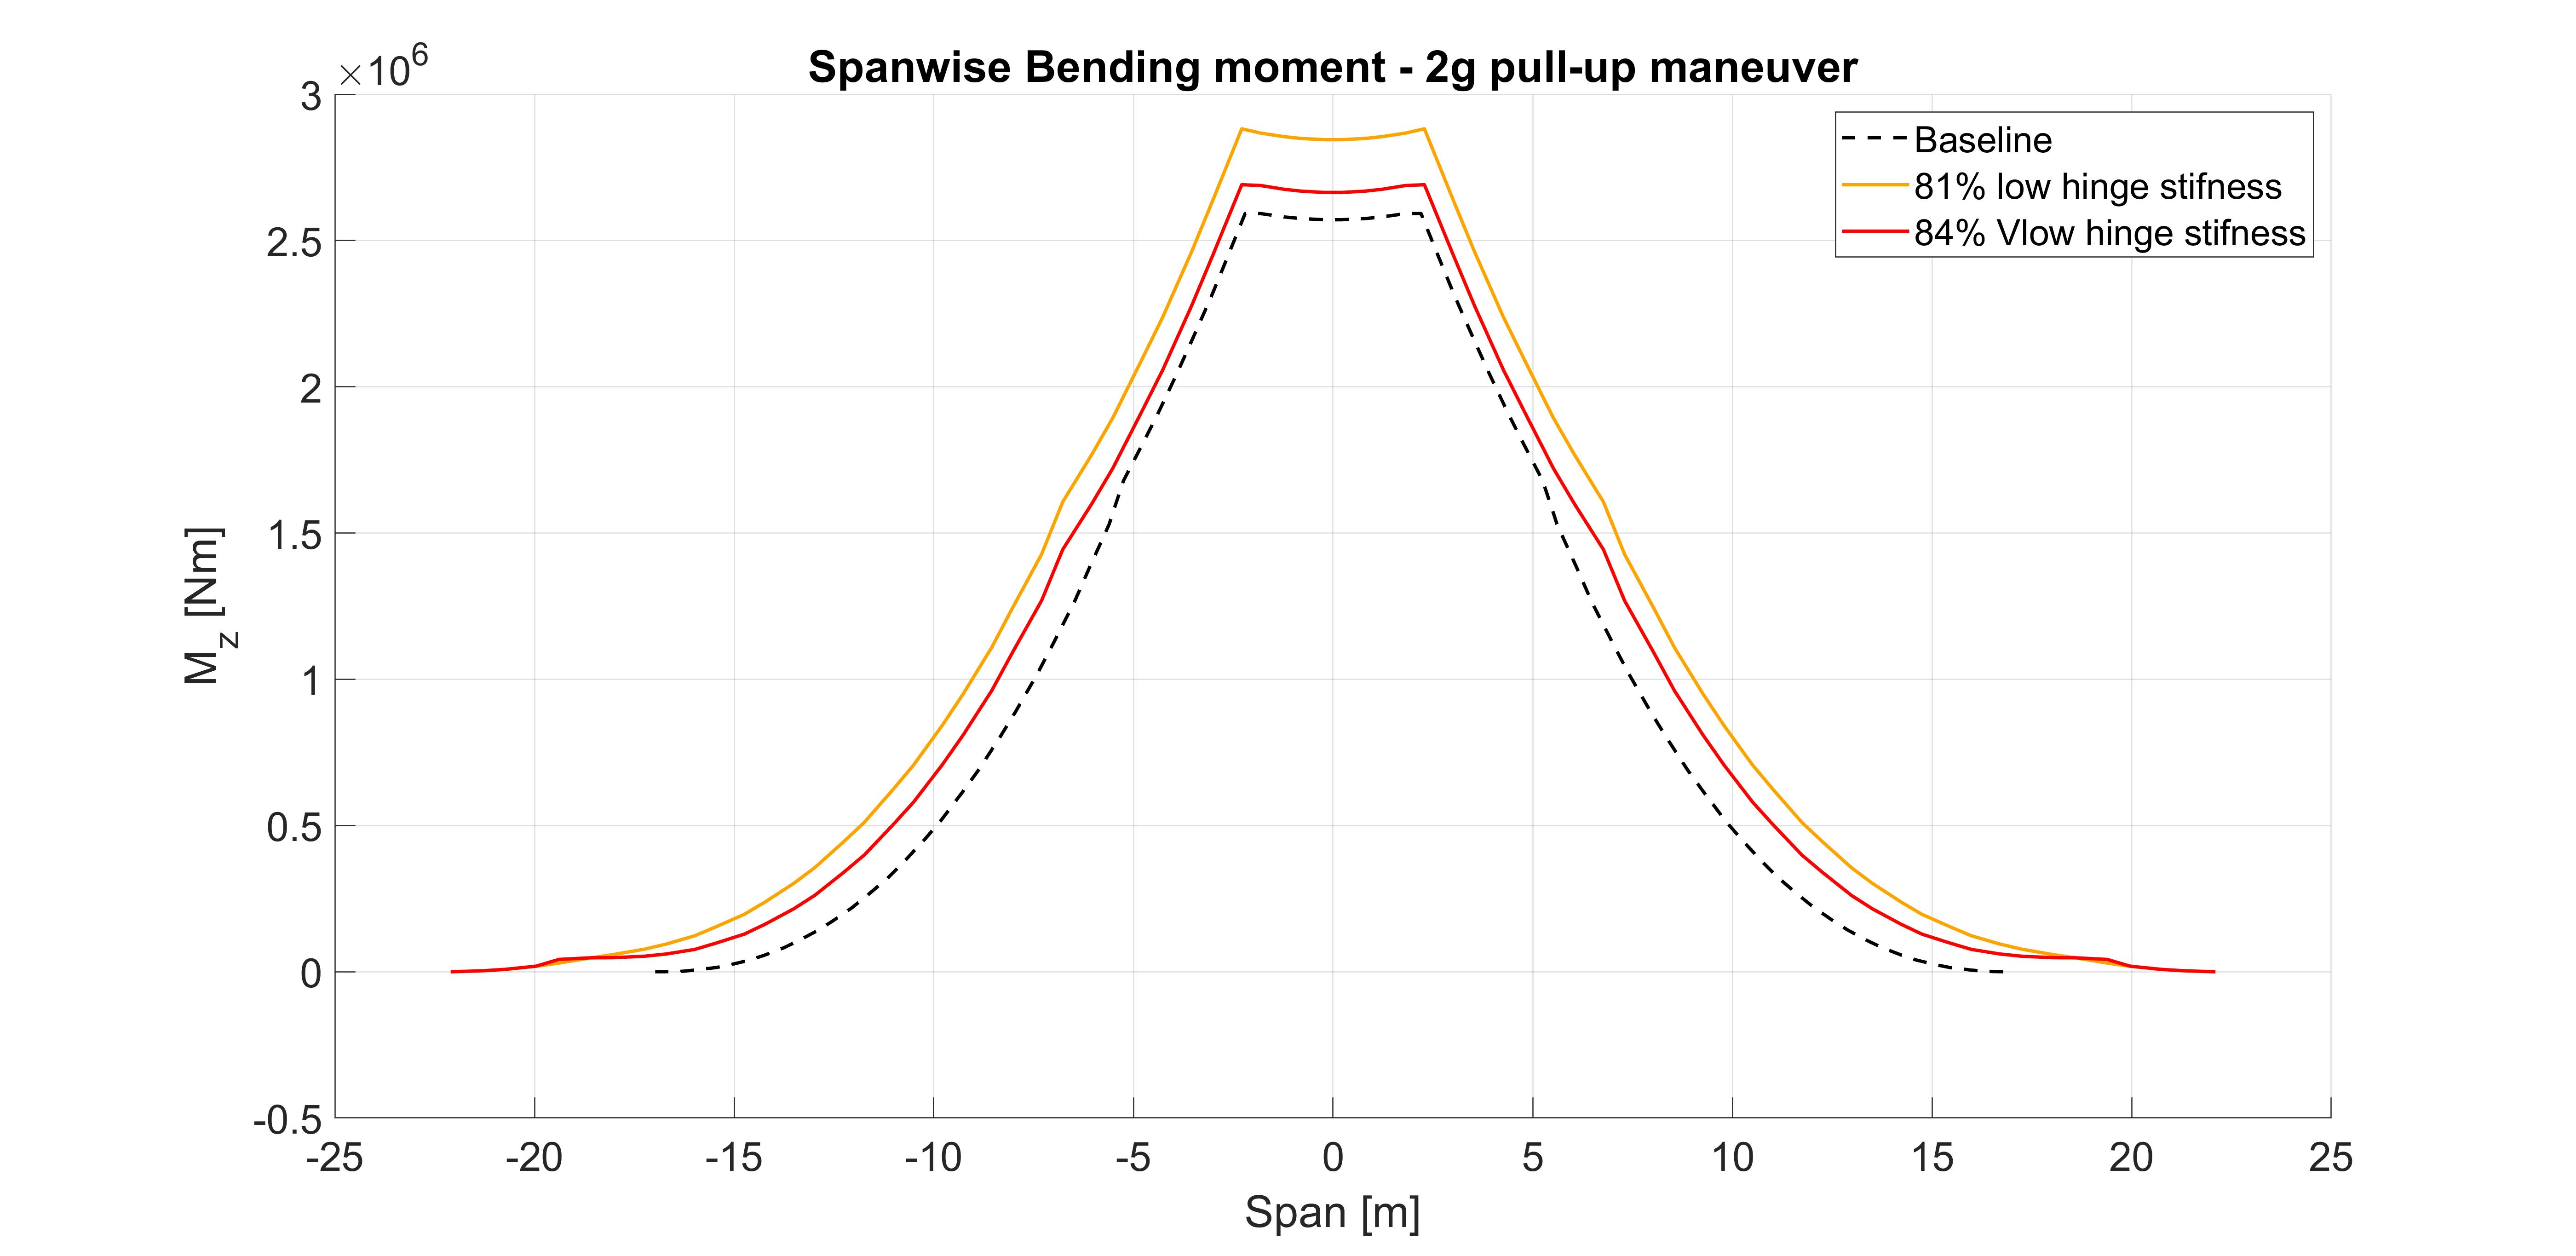 Spanwise Bending moment - 2g pull-up maneuver
×10^6
3
2.5
2
1.5
1
0.5
0
-0.5
M_z [Nm]
Baseline
81% low hinge stifness
84% Vlow hinge stifness
-25 -20 -15 -10 -5 0 5 10 15 20 25
Span [m]